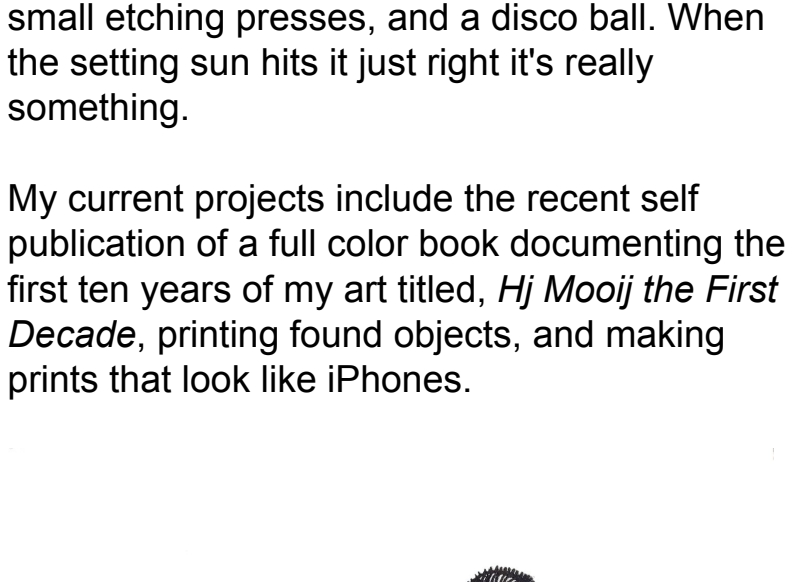 small etching presses, and a disco ball. When
the setting sun hits it just right it's really
something.
My current projects include the recent self
publication of a full color book documenting the
first ten years of my art titled, Hj Mooij the First
Decade, printing found objects, and making
prints that look like iPhones.